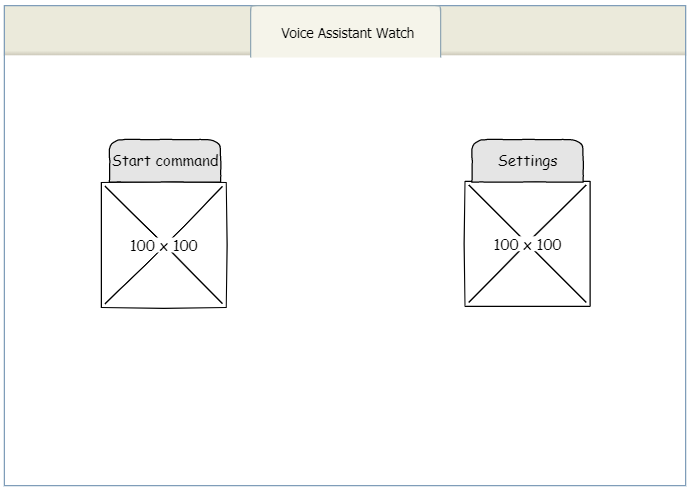 Voice Assistant Watch
Start command
Settings
100 x 100
100 x 100